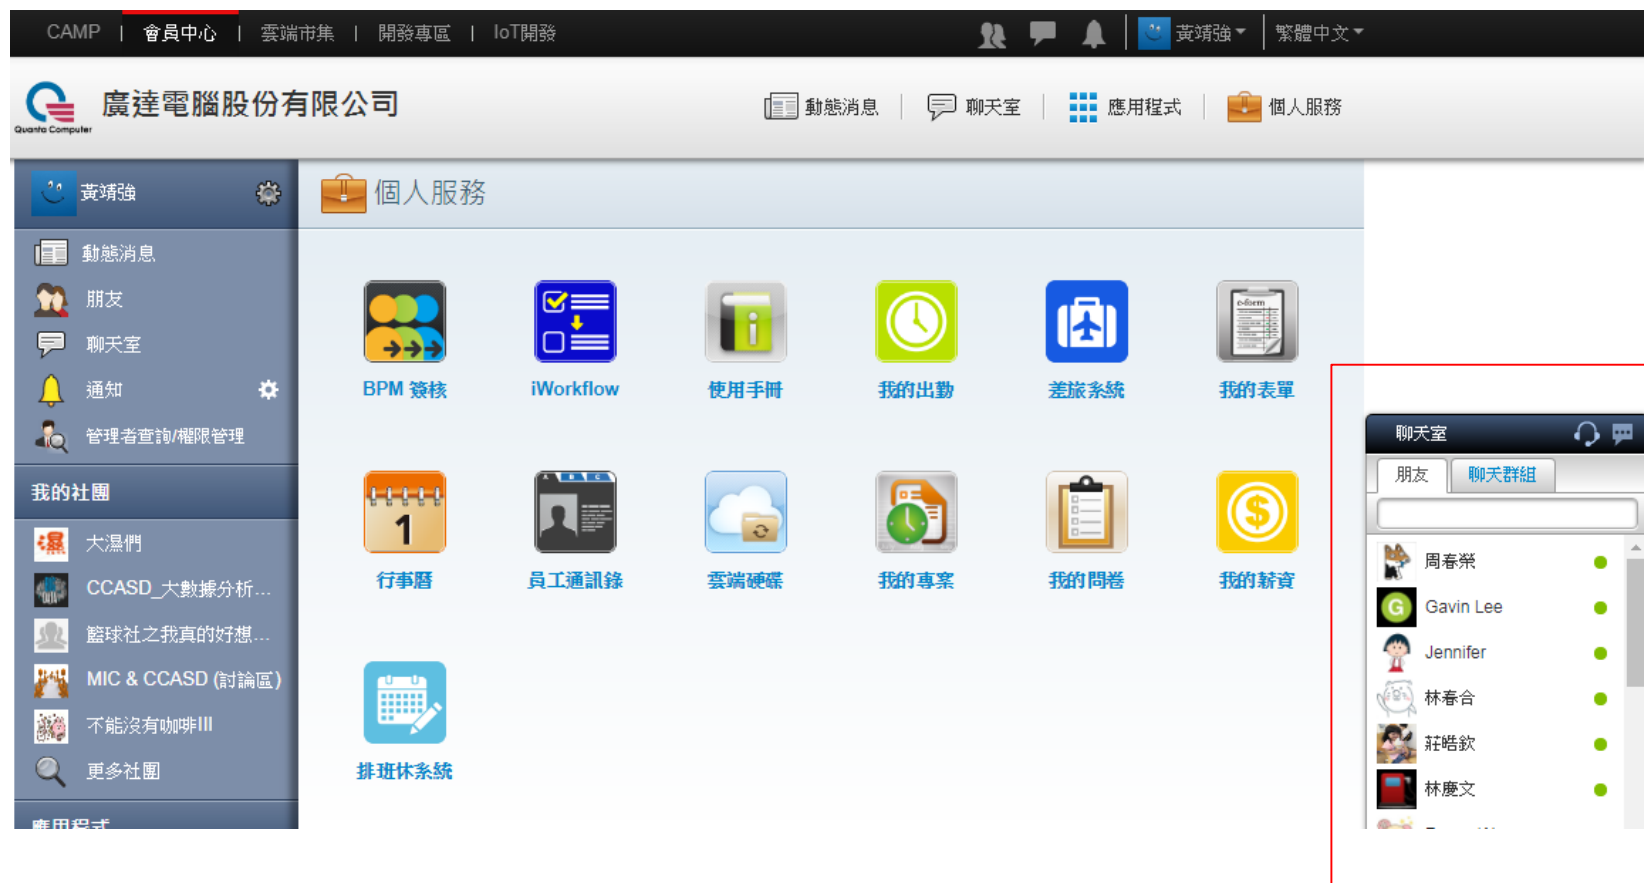 CAMP | 會員中心 | 雲端市集 | 開發專區 | IoT開發
黃靖強 繁體中文
Quanta Computer
廣達電腦股份有限公司
動態消息 聊天室 應用程式 個人服務
黃靖強
動態消息
朋友
聊天室
通知
管理者查詢/權限管理
我的社團
大濕們
CCASD_大數據分析...
籃球社之我真的好想...
MIC & CCASD (討論區)
不能沒有咖啡III
更多社團
應用程式
個人服務
BPM 簽核
iWorkflow
使用手冊
我的出勤
差旅系統
e-form
我的表單
1
行事曆
A B C
員工通訊錄
雲端硬碟
我的專案
我的問卷
我的薪資
排班休系統
聊天室
朋友 聊天群組
周春榮
G
Gavin Lee
Jennifer
林春合
莊皓欽
林慶文